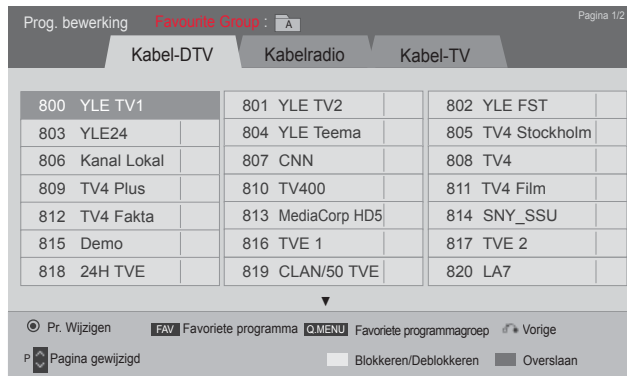 Prog. bewerking Favourite Group : A Pagina 1/2
Kabel-DTV Kabelradio Kabel-TV
800 YLE TV1 801 YLE TV2 802 YLE FST
803 YLE24 804 YLE Teema 805 TV4 Stockholm
806 Kanal Lokal 807 CNN 808 TV4
809 TV4 Plus 810 TV400 811 TV4 Film
812 TV4 Fakta 813 MediaCorp HD5 814 SNY_SSU
815 Demo 816 TVE 1 817 TVE 2
818 24H TVE 819 CLAN/50 TVE 820 LA7
Pr. Wijzigen FAV Favoriete programma Q.MENU Favoriete programmagroep Vorige
P Pagina gewijzigd Blokkeren/Deblokkeren Overslaan